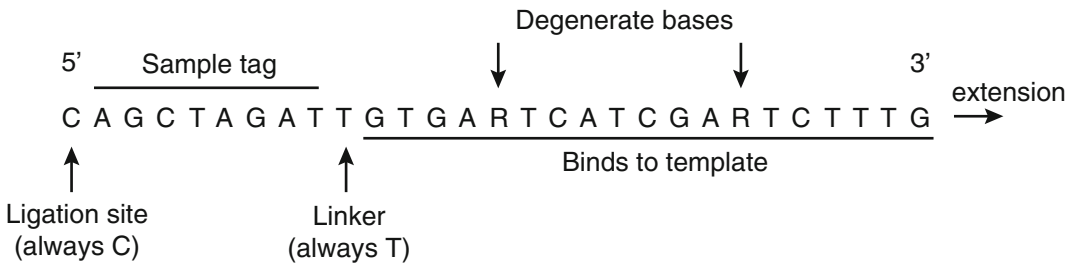 Degenerate bases
5’ Sample tag 3’
extension
C A G C T A G A T T G T G A R T C A T C G A R T C T T T G
Binds to template
Ligation site
(always C)
Linker
(always T)